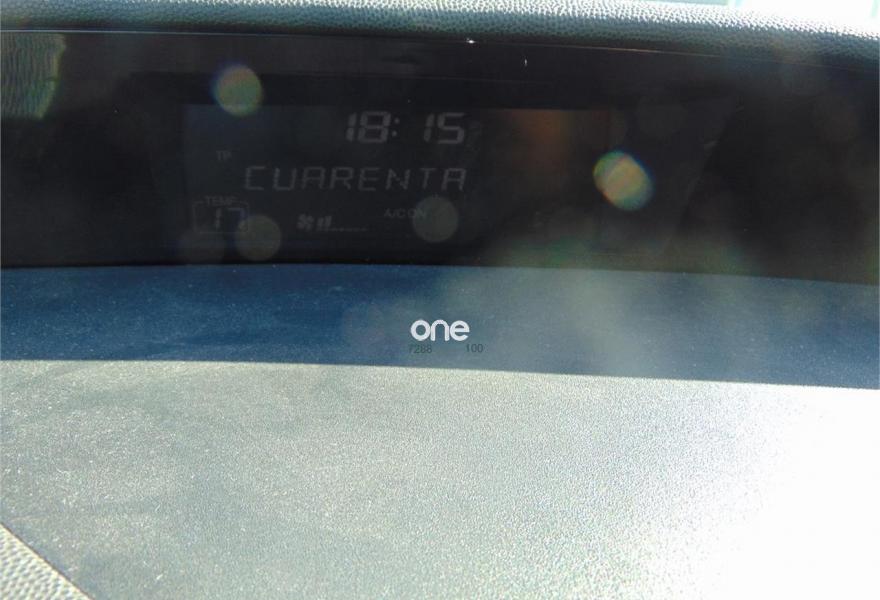 18:15
TP
CUARENTA
TEMP
17
A/C ON
one
7288 100